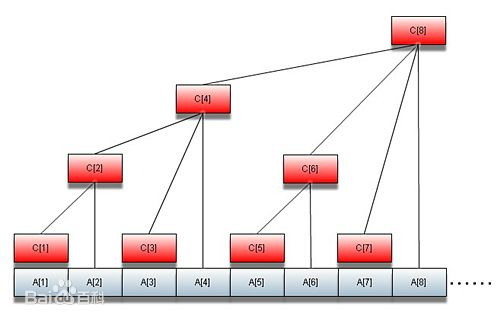 C[8]
C[4]
C[2] C[6]
C[1] C[3] C[5] C[7]
A[1] A[2] A[3] A[4] A[5] A[6] A[7] A[8] ······
Bai百科